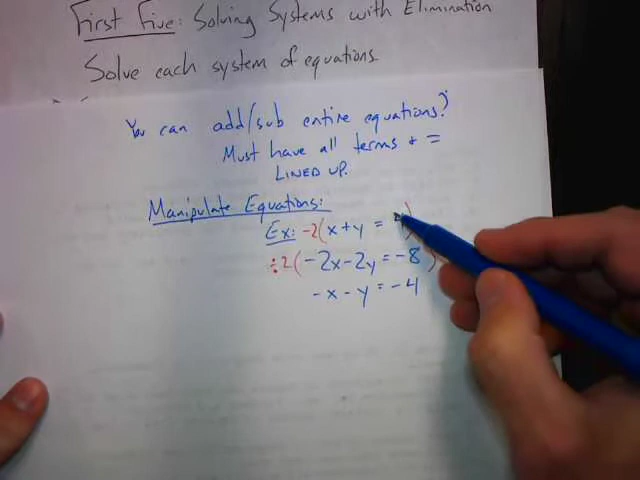 First Five: Solving Systems with Elimination
Solve each system of equations.
You can add/sub entire equations?
Must have all terms & =
LINED UP.
Manipulate Equations:
Ex: -2(x+y = 4)
÷2(-2x-2y=-8)
-x-y=-4